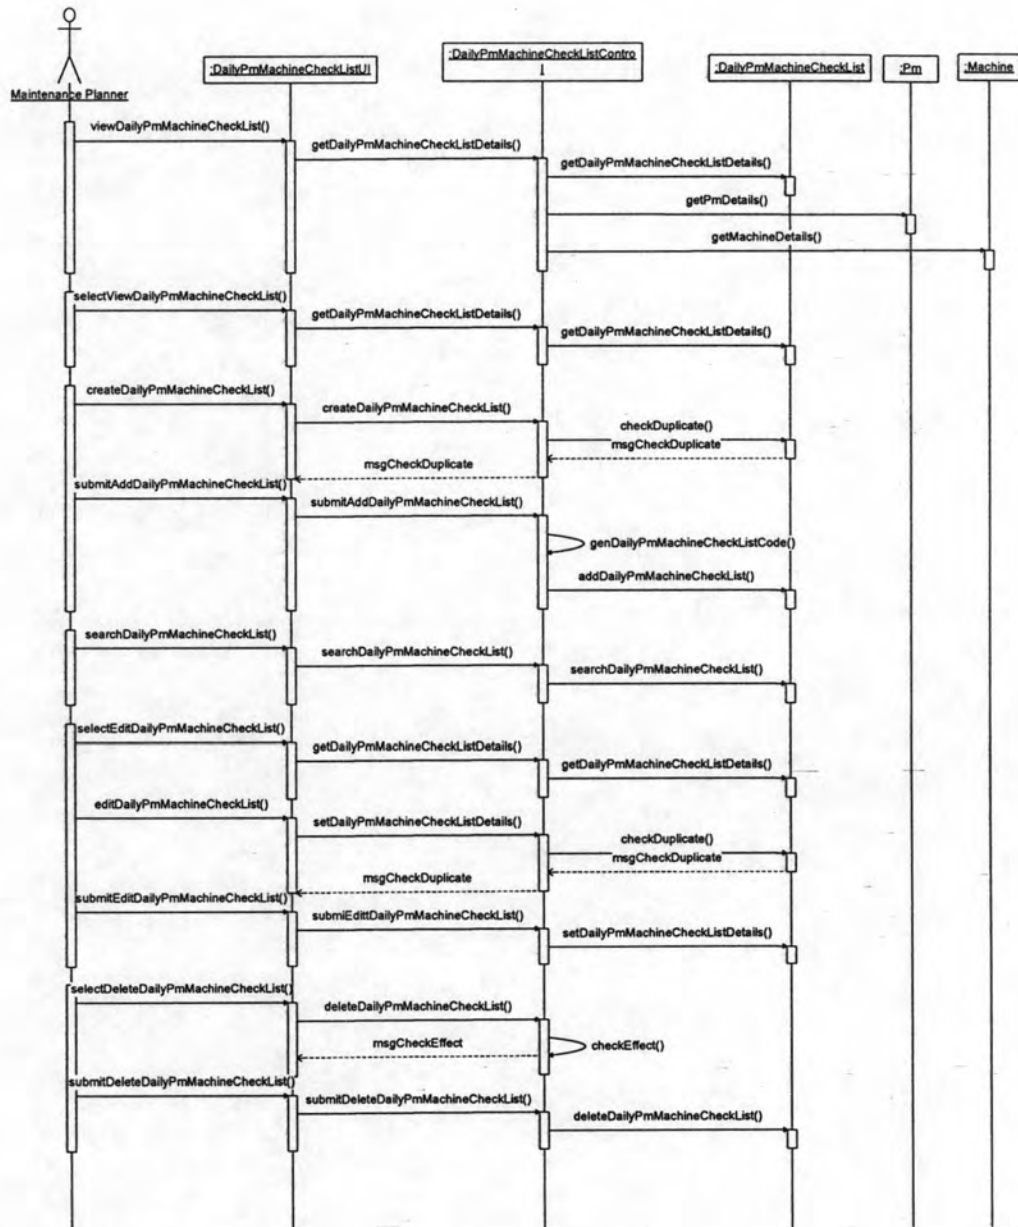 :DailyPmMachineCheckListUI
:DailyPmMachineCheckListContro
l
:DailyPmMachineCheckList
:Pm
:Machine
Maintenance Planner
viewDailyPmMachineCheckList()
getDailyPmMachineCheckListDetails()
getDailyPmMachineCheckListDetails()
getPmDetails()
getMachineDetails()
selectViewDailyPmMachineCheckList()
getDailyPmMachineCheckListDetails()
getDailyPmMachineCheckListDetails()
createDailyPmMachineCheckList()
createDailyPmMachineCheckList()
checkDuplicate()
msgCheckDuplicate
msgCheckDuplicate
submitAddDailyPmMachineCheckList()
submitAddDailyPmMachineCheckList()
genDailyPmMachineCheckListCode()
addDailyPmMachineCheckList()
searchDailyPmMachineCheckList()
searchDailyPmMachineCheckList()
searchDailyPmMachineCheckList()
selectEditDailyPmMachineCheckList()
getDailyPmMachineCheckListDetails()
getDailyPmMachineCheckListDetails()
editDailyPmMachineCheckList()
setDailyPmMachineCheckListDetails()
checkDuplicate()
msgCheckDuplicate
msgCheckDuplicate
submitEditDailyPmMachineCheckList()
submiEdittDailyPmMachineCheckList()
setDailyPmMachineCheckListDetails()
selectDeleteDailyPmMachineCheckList()
deleteDailyPmMachineCheckList()
checkEffect()
msgCheckEffect
submitDeleteDailyPmMachineCheckList()
submitDeleteDailyPmMachineCheckList()
deleteDailyPmMachineCheckList()